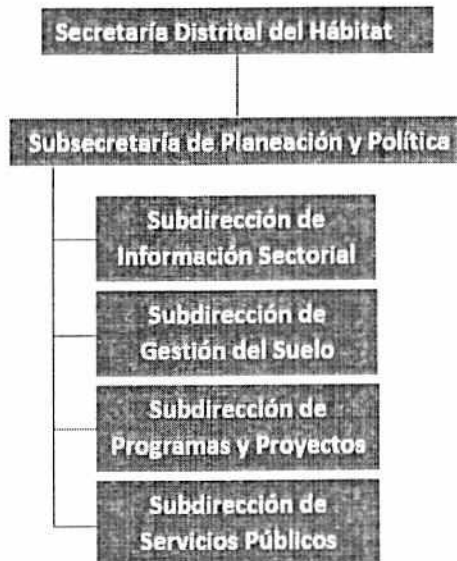 Secretaría Distrital del Hábitat
Subsecretaría de Planeación y Política
Subdirección de
Información Sectorial
Subdirección de
Gestión del Suelo
Subdirección de
Programas y Proyectos
Subdirección de
Servicios Públicos